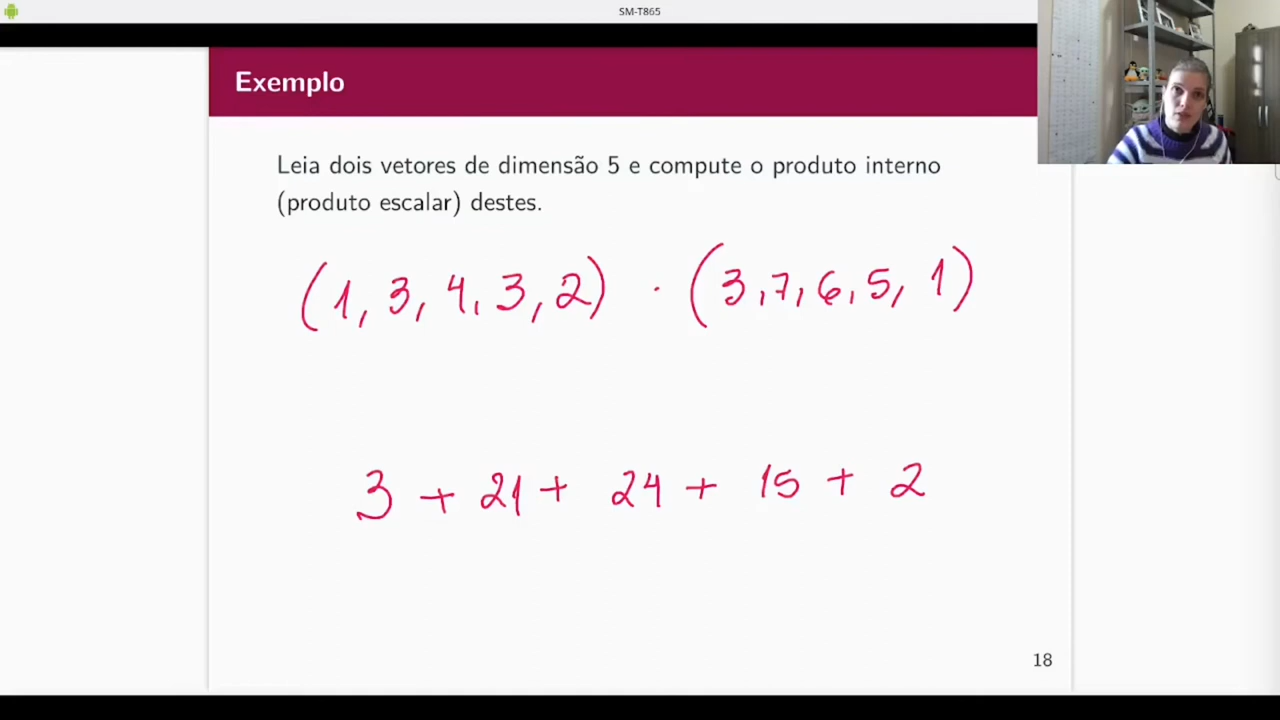 SM-T865
Exemplo
Leia dois vetores de dimensão 5 e compute o produto interno
(produto escalar) destes.
(1, 3, 4, 3, 2) · (3, 7, 6, 5, 1)
3 + 21 + 24 + 15 + 2
18